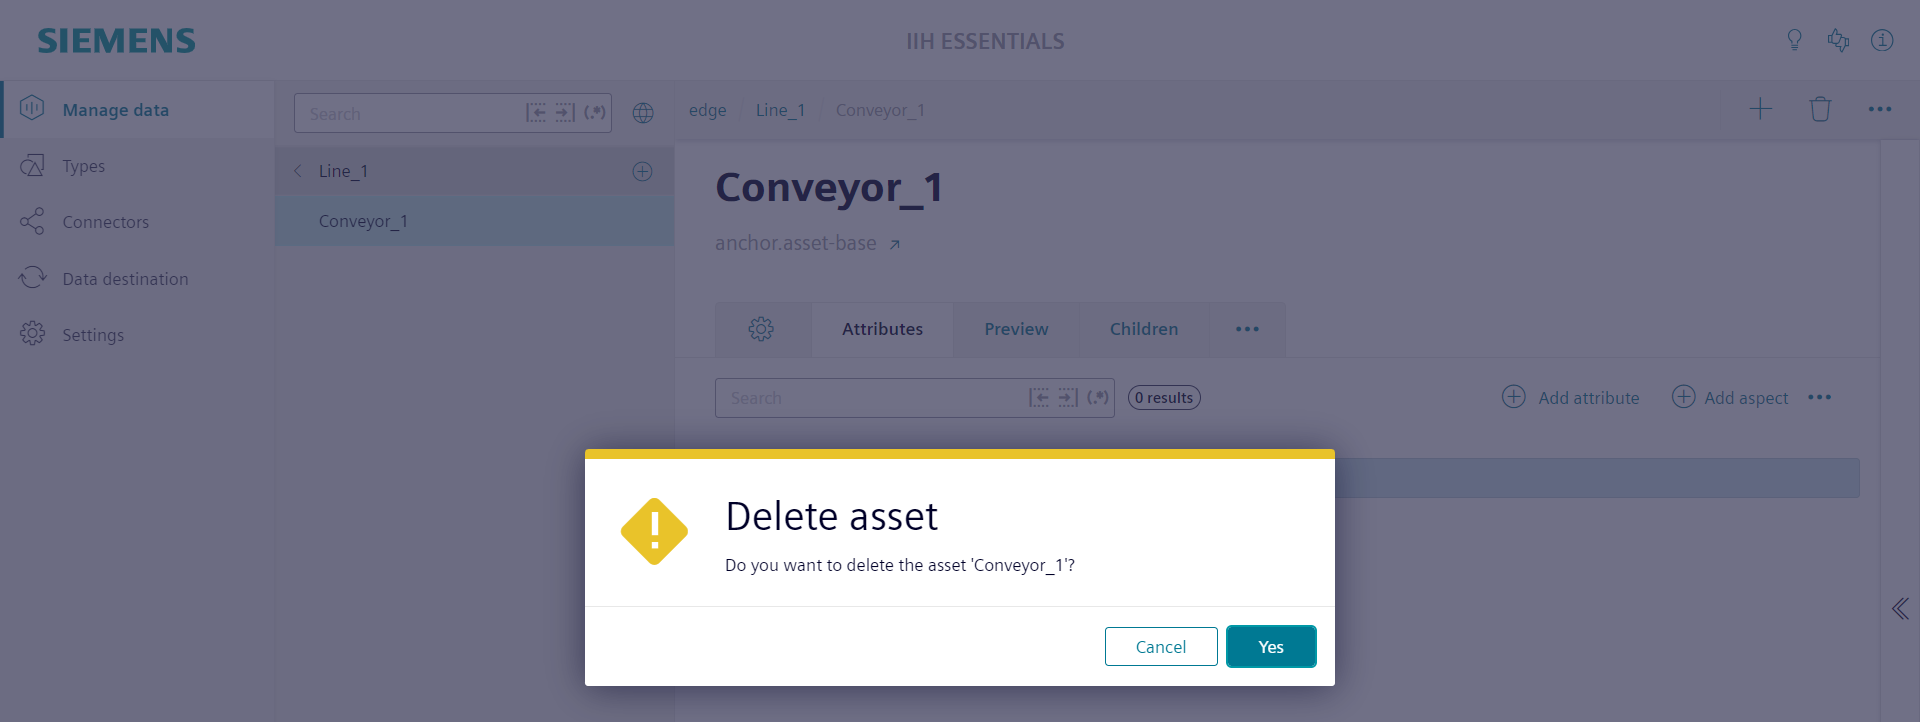 SIEMENS
IIH ESSENTIALS
Manage data
Types
Connectors
Data destination
Settings
Search
(.*)
Line_1
Conveyor_1
edge Line_1 Conveyor_1
Conveyor_1
anchor.asset-base
Attributes Preview Children
Search (.*) 0 results Add attribute Add aspect
Delete asset
Do you want to delete the asset 'Conveyor_1'?
Cancel Yes